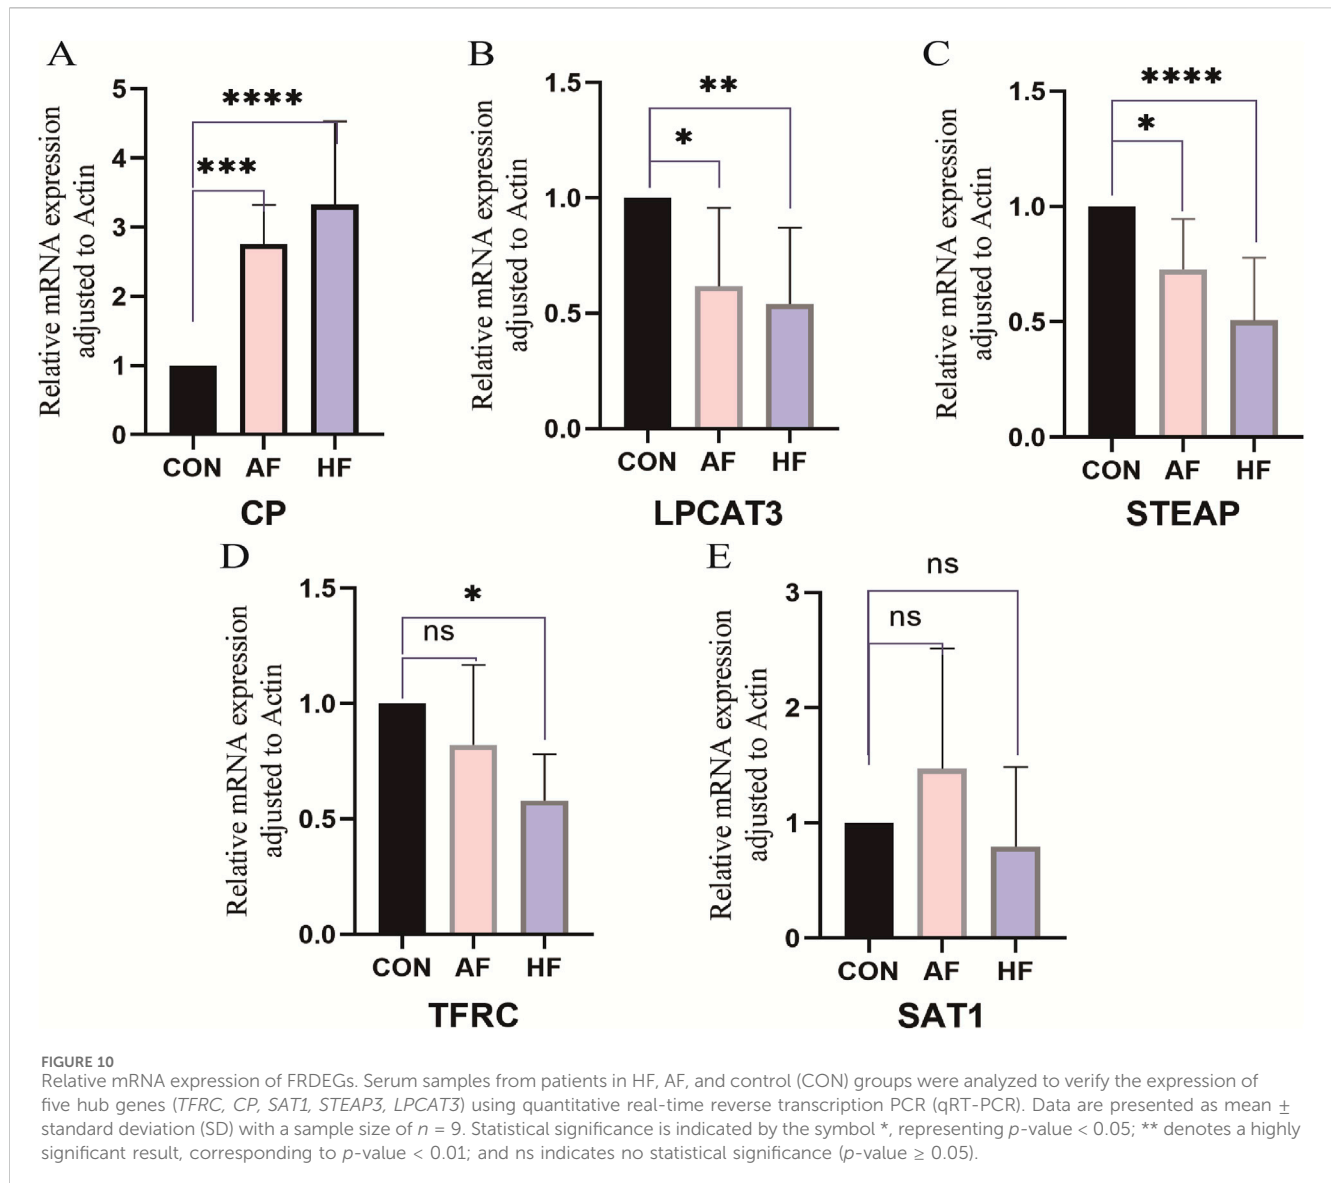 A
Relative mRNA expression
adjusted to Actin
5
4
3
2
1
0
****
***
CON AF HF
CP
B
Relative mRNA expression
adjusted to Actin
1.5
1.0
0.5
0.0
**
*
CON AF HF
LPCAT3
C
Relative mRNA expression
adjusted to Actin
1.5
1.0
0.5
0.0
****
*
CON AF HF
STEAP
D
Relative mRNA expression
adjusted to Actin
1.5
1.0
0.5
0.0
*
ns
CON AF HF
TFRC
E
Relative mRNA expression
adjusted to Actin
3
2
1
0
ns
ns
CON AF HF
SAT1
FIGURE 10
Relative mRNA expression of FRDEGs. Serum samples from patients in HF, AF, and control (CON) groups were analyzed to verify the expression of
five hub genes (TFRC, CP, SAT1, STEAP3, LPCAT3) using quantitative real-time reverse transcription PCR (qRT-PCR). Data are presented as mean ±
standard deviation (SD) with a sample size of n = 9. Statistical significance is indicated by the symbol *, representing p-value < 0.05; ** denotes a highly
significant result, corresponding to p-value < 0.01; and ns indicates no statistical significance (p-value ≥ 0.05).